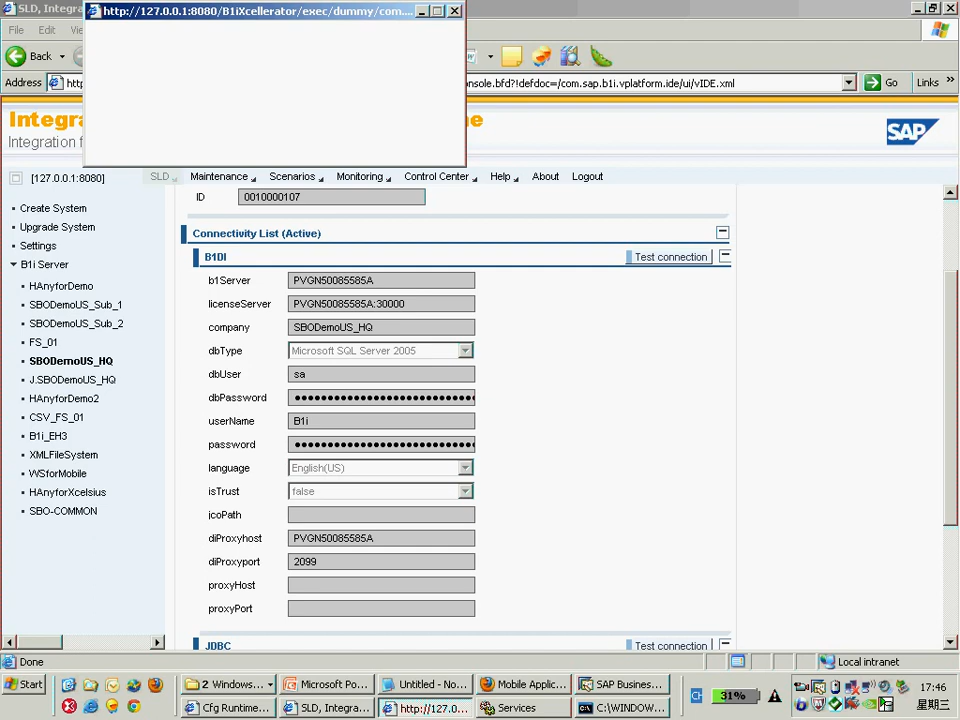 SLD, Integra
http://127.0.0.1:8080/B1iXcellerator/exec/dummy/com....
File Edit Vi
Back
Address http onsole.bfd?!defdoc=/com.sap.b1i.vplatform.ide/ui/vIDE.xml Go Links »
Integra me
Integration f
SAP
[127.0.0.1:8080] SLD Maintenance Scenarios Monitoring Control Center Help About Logout
Create System
Upgrade System
Settings
B1i Server
HAnyforDemo
SBODemoUS_Sub_1
SBODemoUS_Sub_2
FS_01
SBODemoUS_HQ
J.SBODemoUS_HQ
HAnyforDemo2
CSV_FS_01
B1i_EH3
XMLFileSystem
WSforMobile
HAnyforXcelsius
SBO-COMMON
ID 0010000107
Connectivity List (Active)
B1DI Test connection
b1Server PVGN50085585A
licenseServer PVGN50085585A:30000
company SBODemoUS_HQ
dbType Microsoft SQL Server 2005
dbUser sa
dbPassword
userName B1i
password
language English(US)
isTrust false
jcoPath
diProxyhost PVGN50085585A
diProxyport 2099
proxyHost
proxyPort
JDBC Test connection
Done Local intranet
Start 2 Windows... Microsoft Po... Untitled - No... Mobile Applic... SAP Busines... 31% 17:46
Cfg Runtime... SLD, Integra... http://127.0.... Services C:\WINDOW... 星期三